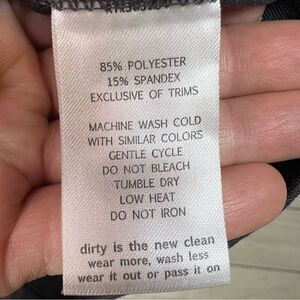 85% POLYESTER
15% SPANDEX
EXCLUSIVE OF TRIMS
MACHINE WASH COLD
WITH SIMILAR COLORS
GENTLE CYCLE
DO NOT BLEACH
TUMBLE DRY
LOW HEAT
DO NOT IRON
dirty is the new clean
wear more, wash less
wear it out or pass it on